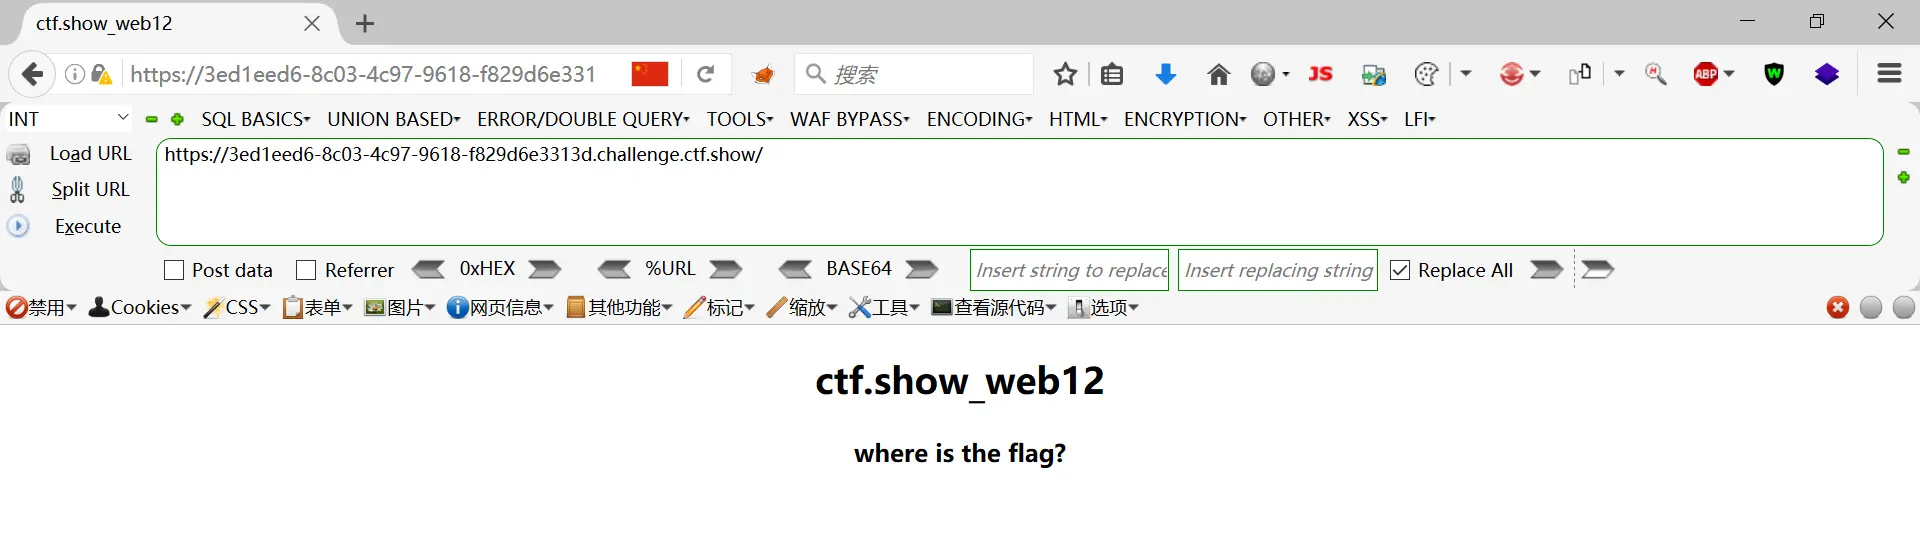 ctf.show_web12
https://3ed1eed6-8c03-4c97-9618-f829d6e331
搜索
JS
ABP
W
INT
SQL BASICS
UNION BASED
ERROR/DOUBLE QUERY
TOOLS
WAF BYPASS
ENCODING
HTML
ENCRYPTION
OTHER
XSS
LFI
Load URL
https://3ed1eed6-8c03-4c97-9618-f829d6e3313d.challenge.ctf.show/
Split URL
Execute
Post data
Referrer
0xHEX
%URL
BASE64
Insert string to replace
Insert replacing string
Replace All
禁用
Cookies
CSS
表单
图片
网页信息
其他功能
标记
缩放
工具
查看源代码
选项
ctf.show_web12
where is the flag?